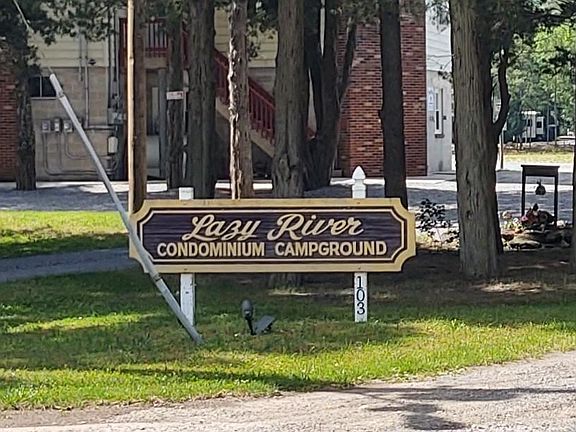 Lazy River
CONDOMINIUM CAMPGROUND
103